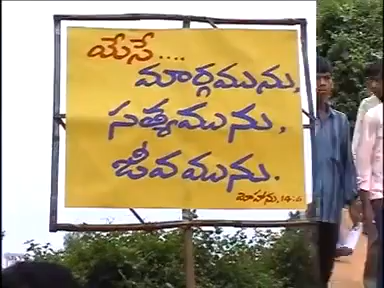 యేసే....
మార్గమును,
సత్యమును,
జీవమును.
యోహాను, 14:6